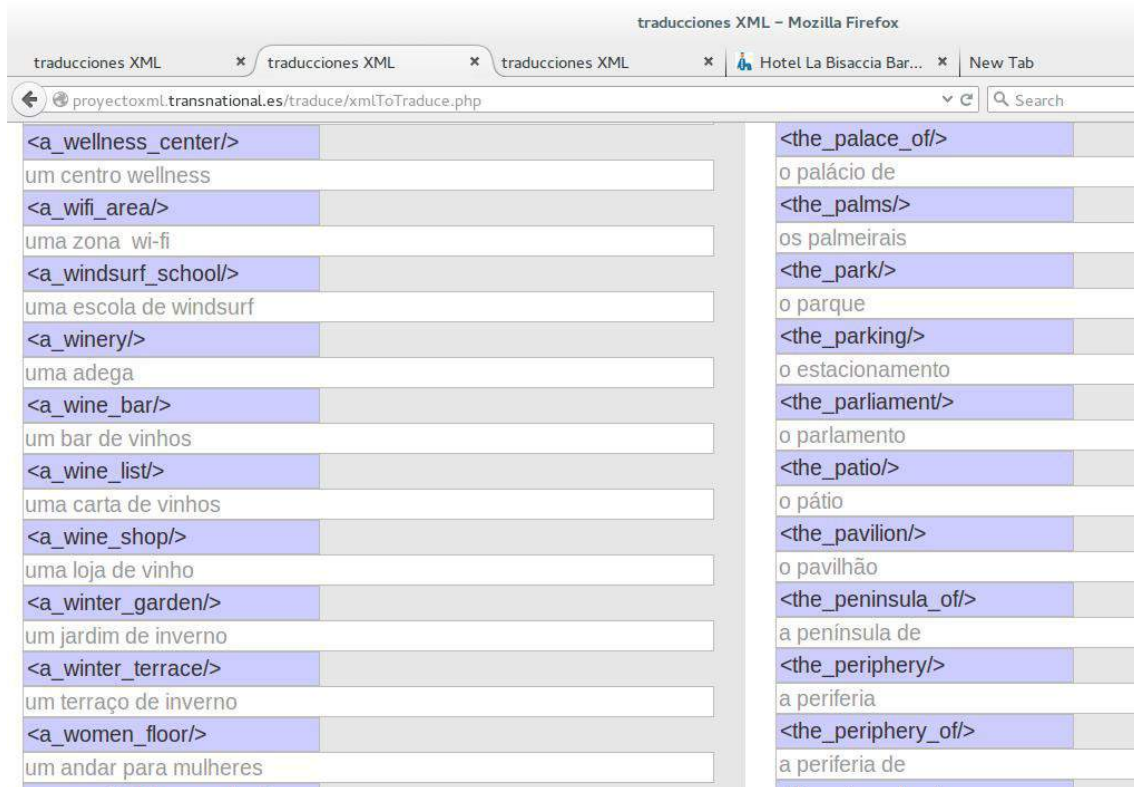 traducciones XML – Mozilla Firefox
traducciones XML × traducciones XML × traducciones XML × Hotel La Bisaccia Bar... × New Tab
proyectoxml.transnational.es/traduce/xmlToTraduce.php Search
<a_wellness_center/>
um centro wellness
<a_wifi_area/>
uma zona  wi-fi
<a_windsurf_school/>
uma escola de windsurf
<a_winery/>
uma adega
<a_wine_bar/>
um bar de vinhos
<a_wine_list/>
uma carta de vinhos
<a_wine_shop/>
uma loja de vinho
<a_winter_garden/>
um jardim de inverno
<a_winter_terrace/>
um terraço de inverno
<a_women_floor/>
um andar para mulheres
<the_palace_of/>
o palácio de
<the_palms/>
os palmeirais
<the_park/>
o parque
<the_parking/>
o estacionamento
<the_parliament/>
o parlamento
<the_patio/>
o pátio
<the_pavilion/>
o pavilhão
<the_peninsula_of/>
a península de
<the_periphery/>
a periferia
<the_periphery_of/>
a periferia de